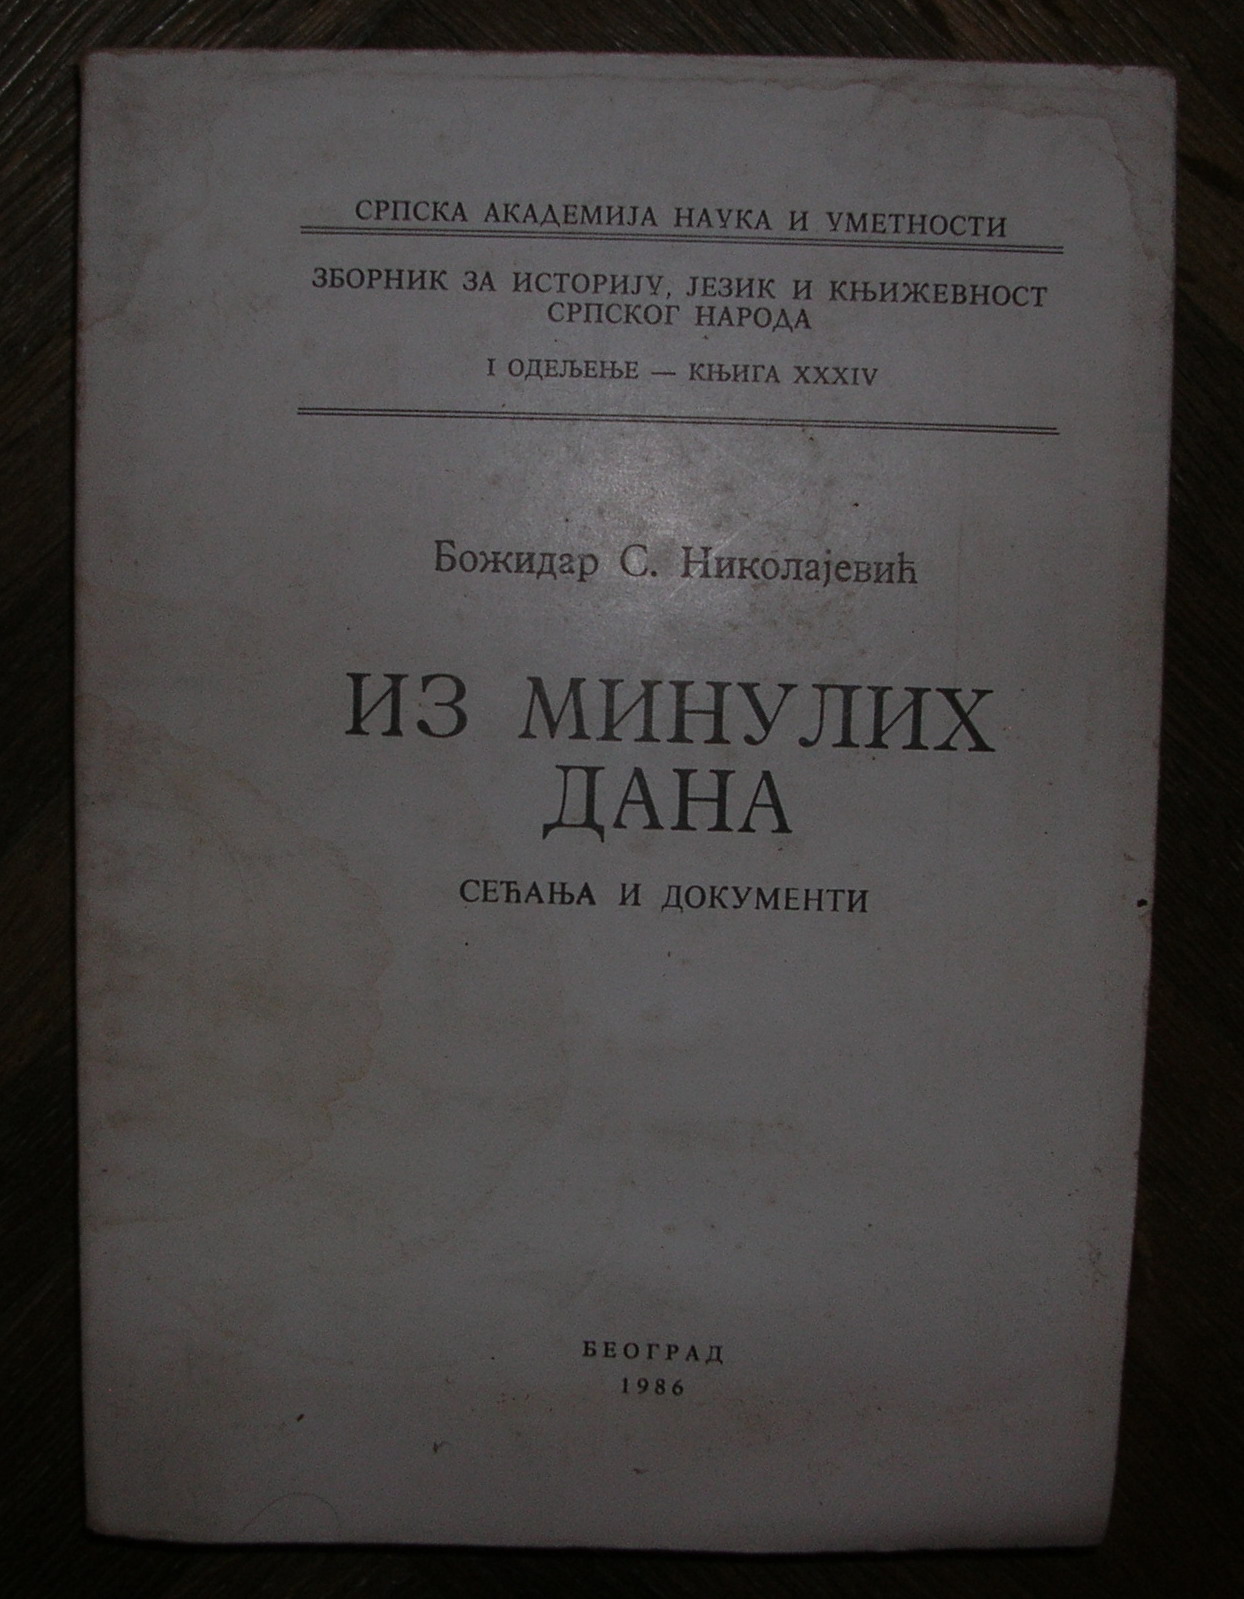 СРПСКА АКАДЕМИЈА НАУКА И УМЕТНОСТИ
ЗБОРНИК ЗА ИСТОРИЈУ, ЈЕЗИК И КЊИЖЕВНОСТ
СРПСКОГ НАРОДА
I ОДЕЉЕЊЕ — КЊИГА XXXIV
Божидар С. Николајевић
ИЗ МИНУЛИХ
ДАНА
СЕЋАЊА И ДОКУМЕНТИ
БЕОГРАД
1986